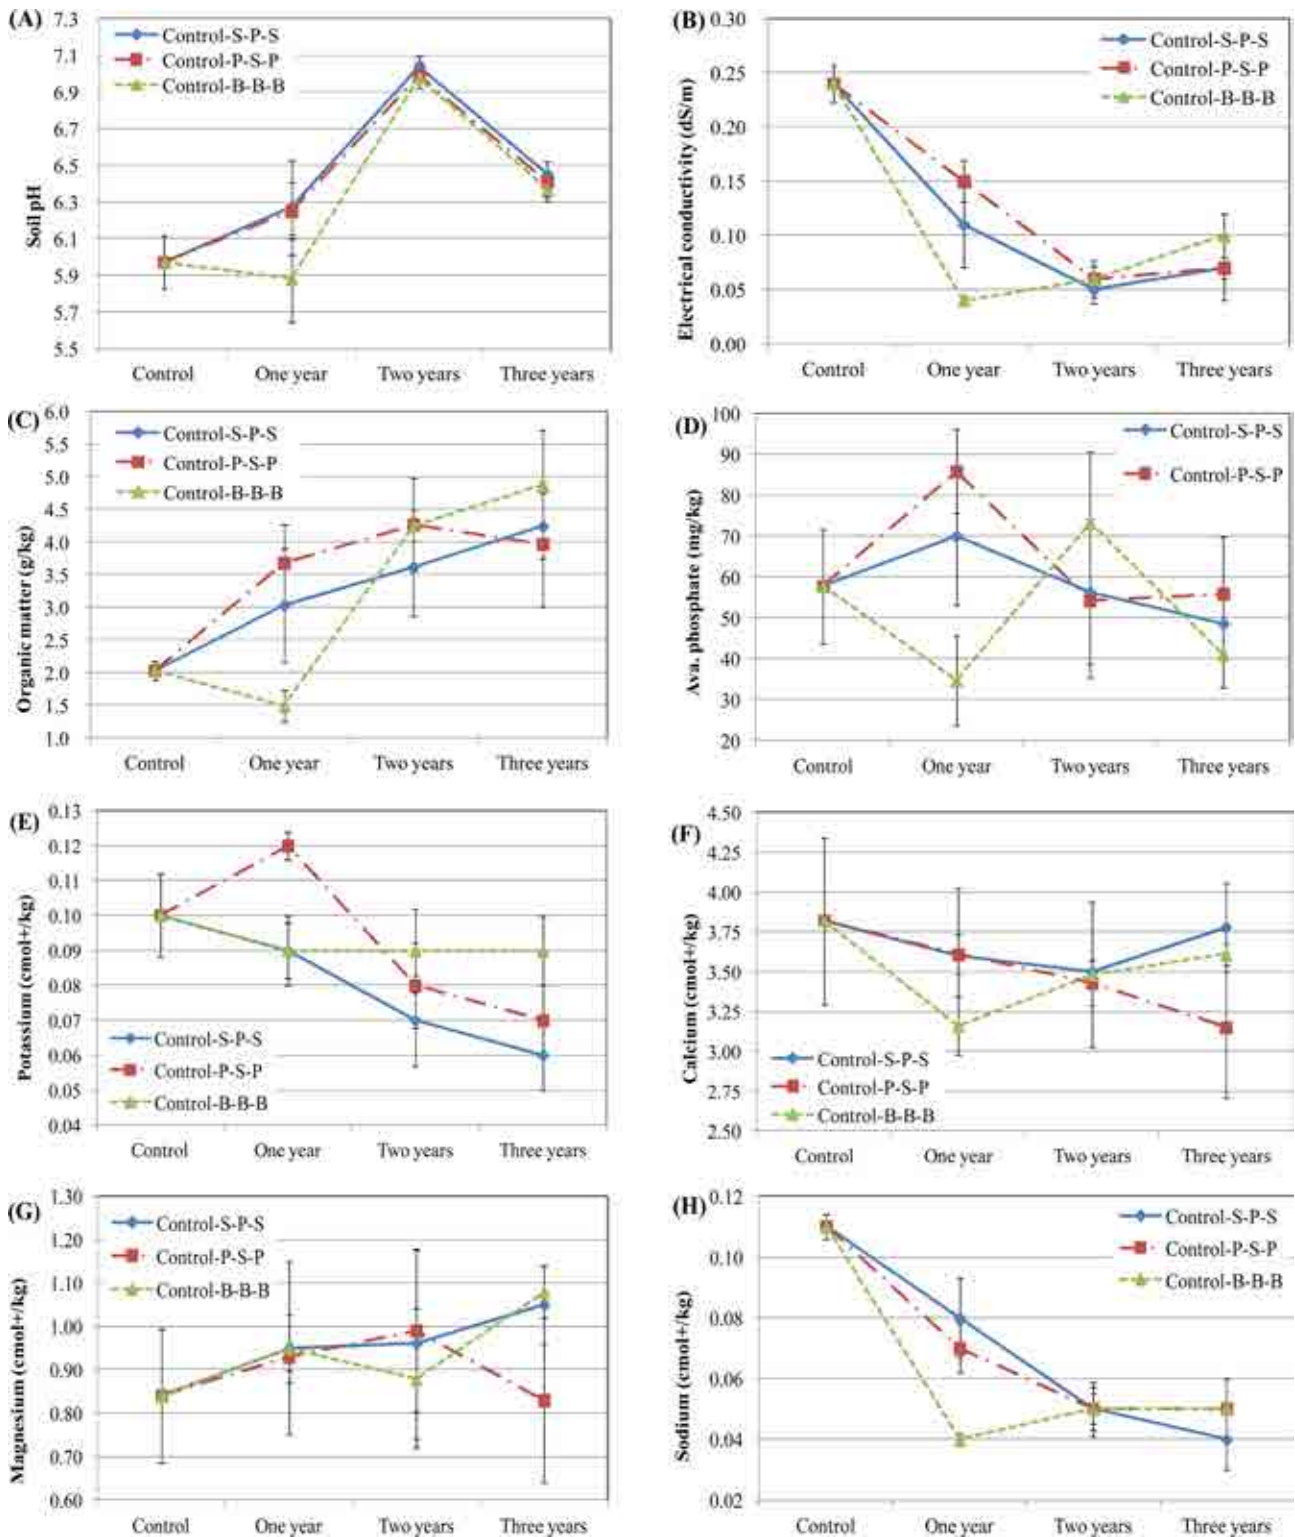 (A)
Soil pH
7.3
7.1
6.9
6.7
6.5
6.3
6.1
5.9
5.7
5.5
Control-S-P-S
Control-P-S-P
Control-B-B-B
Control One year Two years Three years
(B)
Electrical conductivity (dS/m)
0.30
0.25
0.20
0.15
0.10
0.05
0.00
Control-S-P-S
Control-P-S-P
Control-B-B-B
Control One year Two years Three years
(C)
Organic matter (g/kg)
6.0
5.5
5.0
4.5
4.0
3.5
3.0
2.5
2.0
1.5
1.0
Control-S-P-S
Control-P-S-P
Control-B-B-B
Control One year Two years Three years
(D)
Ava. phosphate (mg/kg)
100
90
80
70
60
50
40
30
20
Control-S-P-S
Control-P-S-P
Control One year Two years Three years
(E)
Potassium (cmol+/kg)
0.13
0.12
0.11
0.10
0.09
0.08
0.07
0.06
0.05
0.04
Control-S-P-S
Control-P-S-P
Control-B-B-B
Control One year Two years Three years
(F)
Calcium (cmol+/kg)
4.50
4.25
4.00
3.75
3.50
3.25
3.00
2.75
2.50
Control-S-P-S
Control-P-S-P
Control-B-B-B
Control One year Two years Three years
(G)
Magnesium (cmol+/kg)
1.30
1.20
1.10
1.00
0.90
0.80
0.70
0.60
Control-S-P-S
Control-P-S-P
Control-B-B-B
Control One year Two years Three years
(H)
Sodium (cmol+/kg)
0.12
0.10
0.08
0.06
0.04
0.02
Control-S-P-S
Control-P-S-P
Control-B-B-B
Control One year Two years Three years